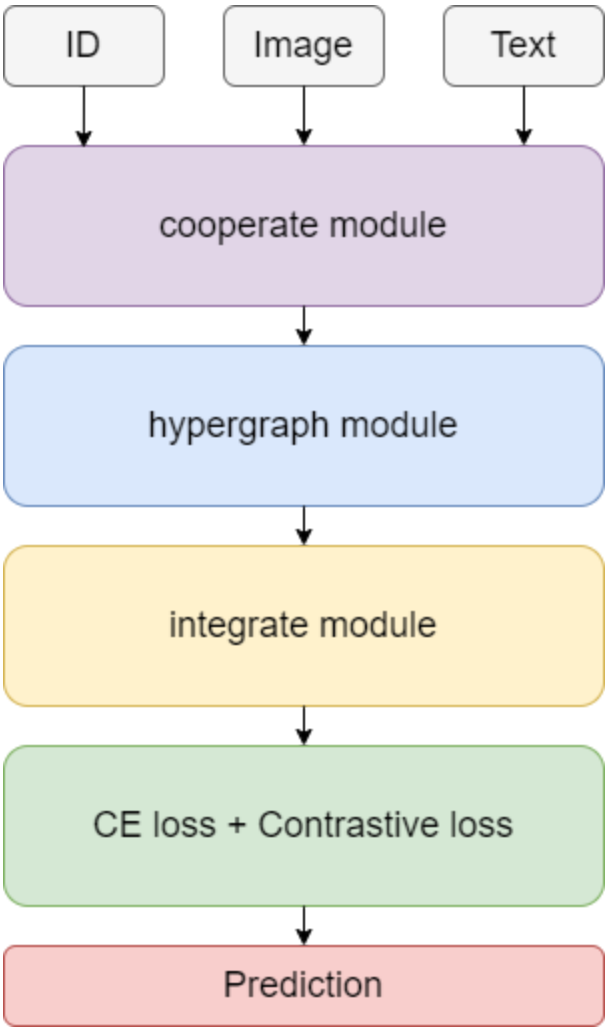 ID
Image
Text
cooperate module
hypergraph module
integrate module
CE loss + Contrastive loss
Prediction